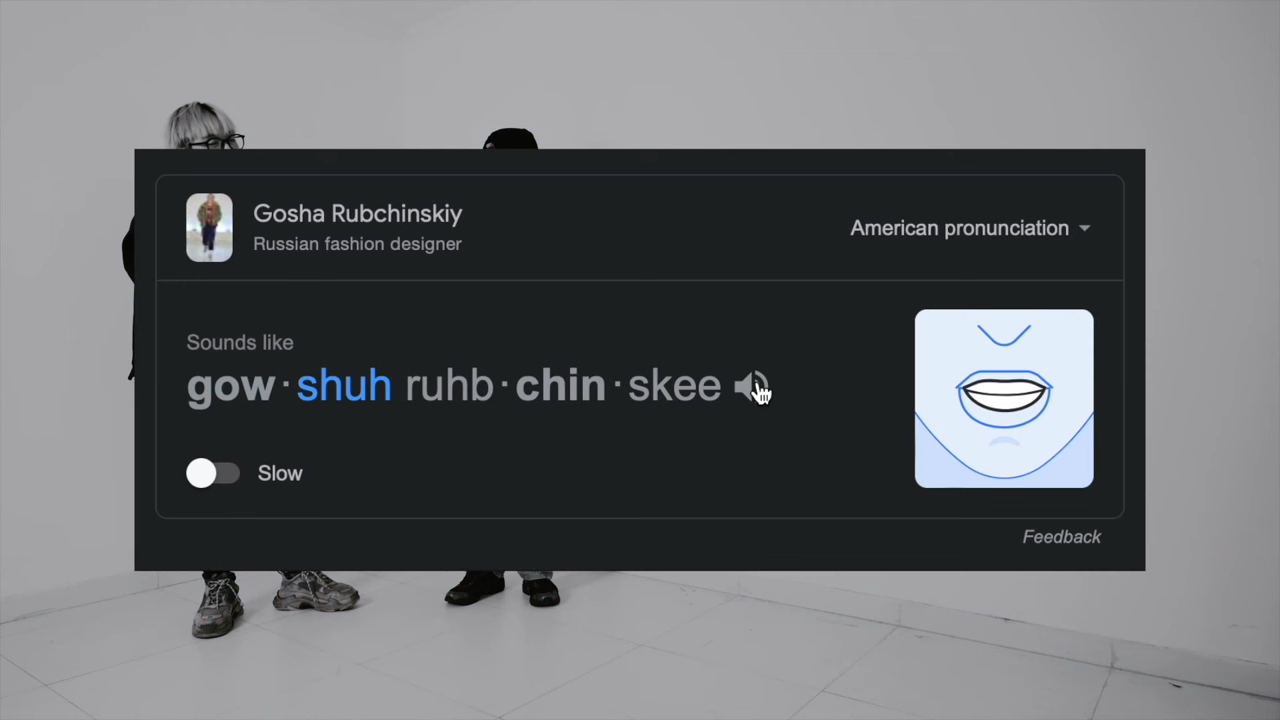 Gosha Rubchinskiy
Russian fashion designer
American pronunciation
Sounds like
gow · shuh ruhb · chin · skee
Slow
Feedback